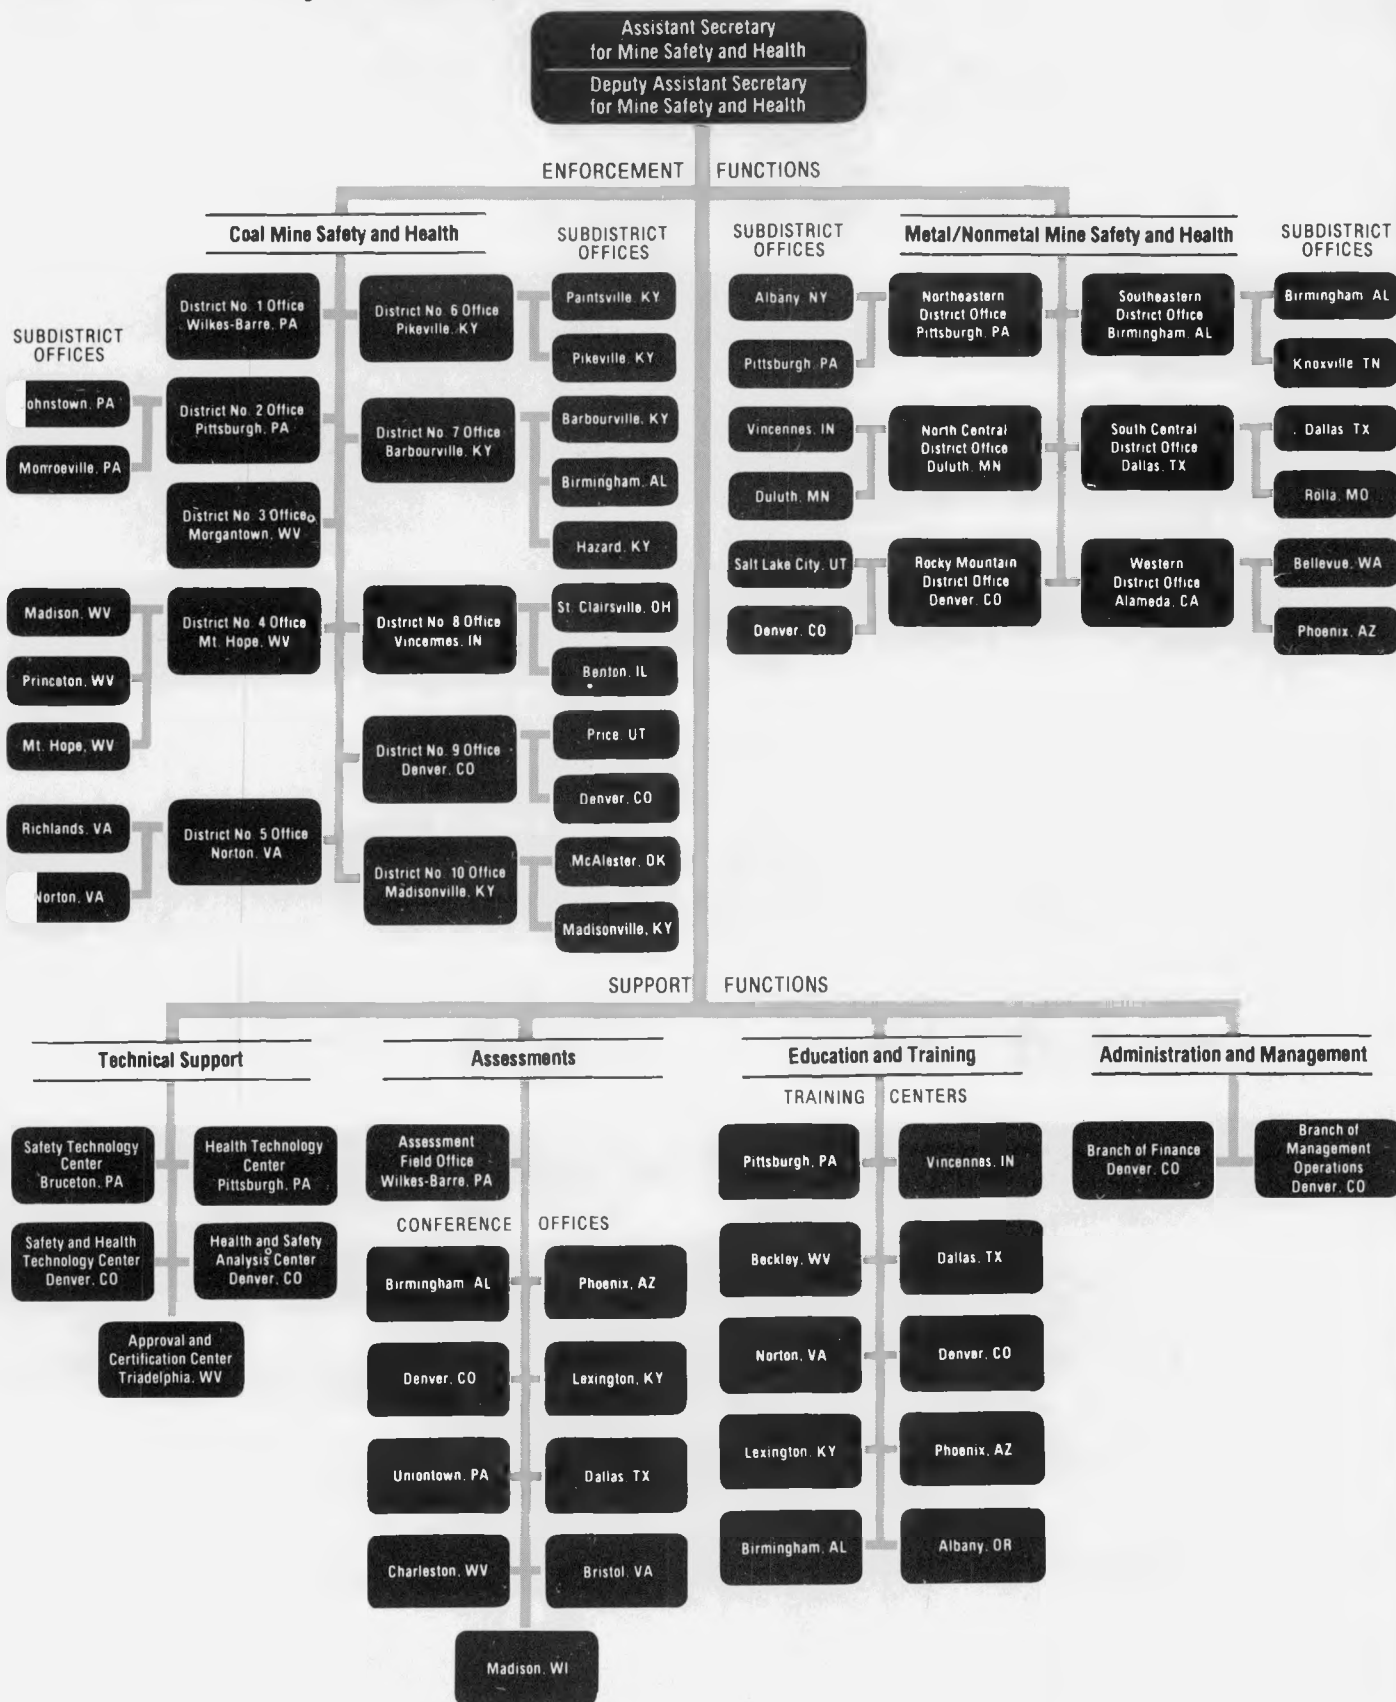 Assistant Secretary
for Mine Safety and Health
Deputy Assistant Secretary
for Mine Safety and Health
ENFORCEMENT FUNCTIONS
Coal Mine Safety and Health
SUBDISTRICT
OFFICES
District No. 1 Office
Wilkes-Barre, PA
District No. 6 Office
Pikeville, KY
Paintsville, KY
Pikeville, KY
SUBDISTRICT
OFFICES
ohnstown, PA
Monroeville, PA
District No. 2 Office
Pittsburgh, PA
District No. 7 Office
Barbourville, KY
Barbourville, KY
Birmingham, AL
Hazard, KY
District No. 3 Office
Morgantown, WV
Madison, WV
Princeton, WV
Mt. Hope, WV
District No. 4 Office
Mt. Hope, WV
District No. 8 Office
Vincennes, IN
St. Clairsville, OH
Benton, IL
District No. 9 Office
Denver, CO
Price, UT
Denver, CO
Richlands, VA
Norton, VA
District No. 5 Office
Norton, VA
District No. 10 Office
Madisonville, KY
McAlester, OK
Madisonville, KY
SUBDISTRICT
OFFICES
Metal/Nonmetal Mine Safety and Health
SUBDISTRICT
OFFICES
Albany, NY
Pittsburgh, PA
Northeastern
District Office
Pittsburgh, PA
Southeastern
District Office
Birmingham, AL
Birmingham AL
Knoxville TN
Vincennes, IN
Duluth, MN
North Central
District Office
Duluth, MN
South Central
District Office
Dallas, TX
Dallas TX
Rolla, MO
Salt Lake City, UT
Denver, CO
Rocky Mountain
District Office
Denver, CO
Western
District Office
Alameda, CA
Bellevue, WA
Phoenix, AZ
SUPPORT FUNCTIONS
Technical Support
Safety Technology
Center
Bruceton, PA
Health Technology
Center
Pittsburgh, PA
Safety and Health
Technology Center
Denver, CO
Health and Safety
Analysis Center
Denver, CO
Approval and
Certification Center
Triadelphia, WV
Assessments
Assessment
Field Office
Wilkes-Barre, PA
CONFERENCE OFFICES
Birmingham AL
Phoenix, AZ
Denver, CO
Lexington, KY
Uniontown, PA
Dallas, TX
Charleston, WV
Bristol, VA
Madison, WI
Education and Training
TRAINING CENTERS
Pittsburgh, PA
Vincennes, IN
Beckley, WV
Dallas, TX
Norton, VA
Denver, CO
Lexington, KY
Phoenix, AZ
Birmingham, AL
Albany, OR
Administration and Management
Branch of Finance
Denver, CO
Branch of
Management
Operations
Denver, CO